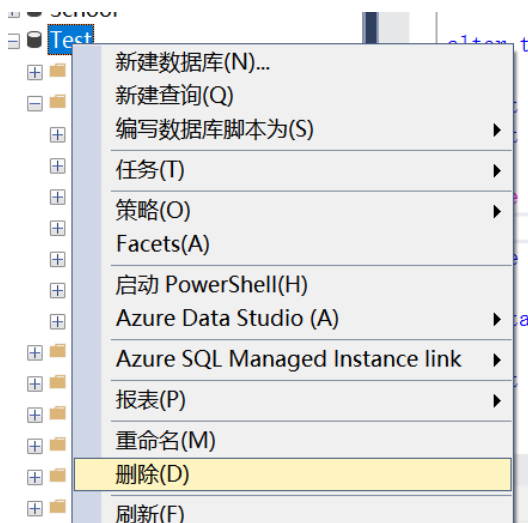 School
Test
alter t
新建数据库(N)...
新建查询(Q)
编写数据库脚本为(S)
任务(T)
策略(O)
Facets(A)
启动 PowerShell(H)
Azure Data Studio (A)
Azure SQL Managed Instance link
报表(P)
重命名(M)
删除(D)
刷新(F)